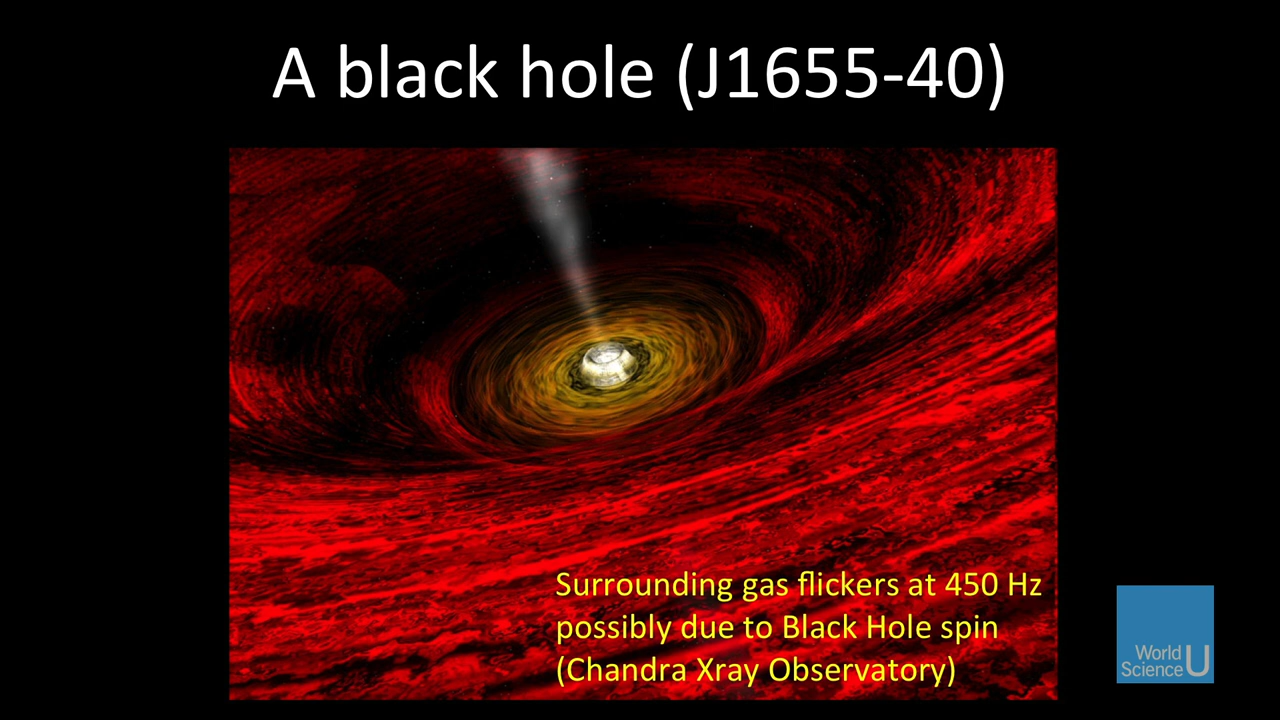 A black hole (J1655-40)
Surrounding gas flickers at 450 Hz
possibly due to Black Hole spin
(Chandra Xray Observatory)
World
Science U